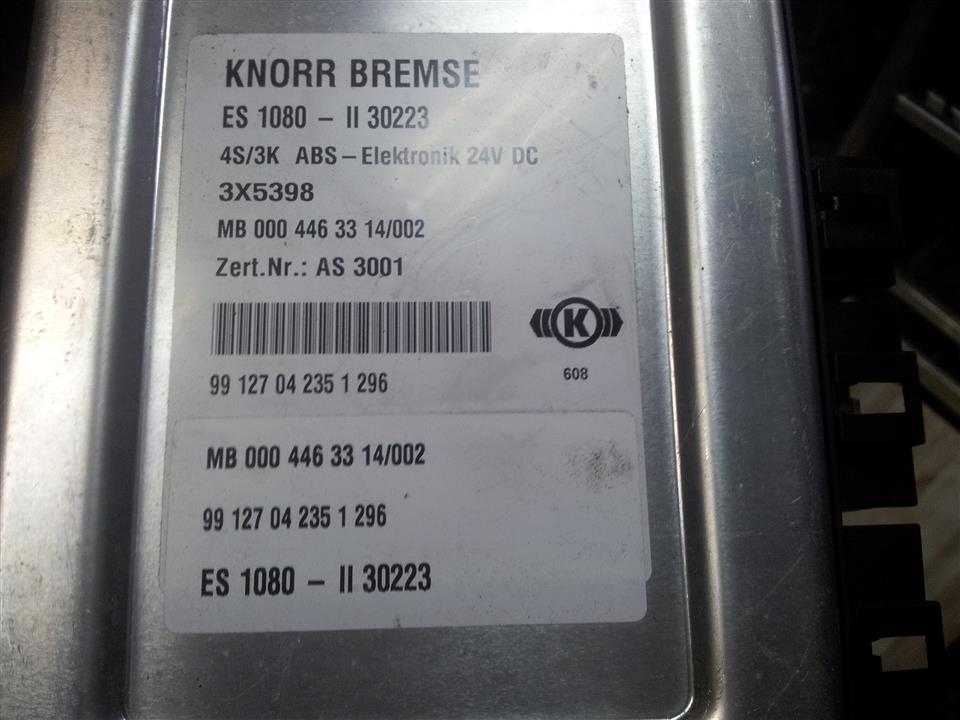 KNORR BREMSE
ES 1080 – II 30223
4S/3K ABS – Elektronik 24V DC
3X5398
MB 000 446 33 14/002
Zert.Nr.: AS 3001
K
608
99 127 04 235 1 296
MB 000 446 33 14/002
99 127 04 235 1 296
ES 1080 – II 30223